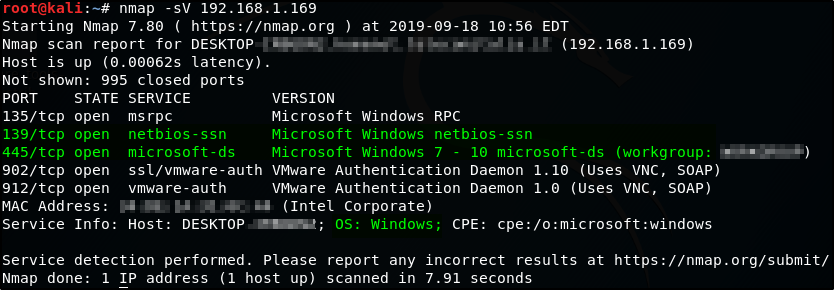 root@kali:~# nmap -sV 192.168.1.169
Starting Nmap 7.80 ( https://nmap.org ) at 2019-09-18 10:56 EDT
Nmap scan report for DESKTOP- (192.168.1.169)
Host is up (0.00062s latency).
Not shown: 995 closed ports
PORT    STATE SERVICE         VERSION
135/tcp open  msrpc           Microsoft Windows RPC
139/tcp open  netbios-ssn     Microsoft Windows netbios-ssn
445/tcp open  microsoft-ds    Microsoft Windows 7 - 10 microsoft-ds (workgroup: )
902/tcp open  ssl/vmware-auth VMware Authentication Daemon 1.10 (Uses VNC, SOAP)
912/tcp open  vmware-auth     VMware Authentication Daemon 1.0 (Uses VNC, SOAP)
MAC Address: (Intel Corporate)
Service Info: Host: DESKTOP- ; OS: Windows; CPE: cpe:/o:microsoft:windows
Service detection performed. Please report any incorrect results at https://nmap.org/submit/
Nmap done: 1 IP address (1 host up) scanned in 7.91 seconds